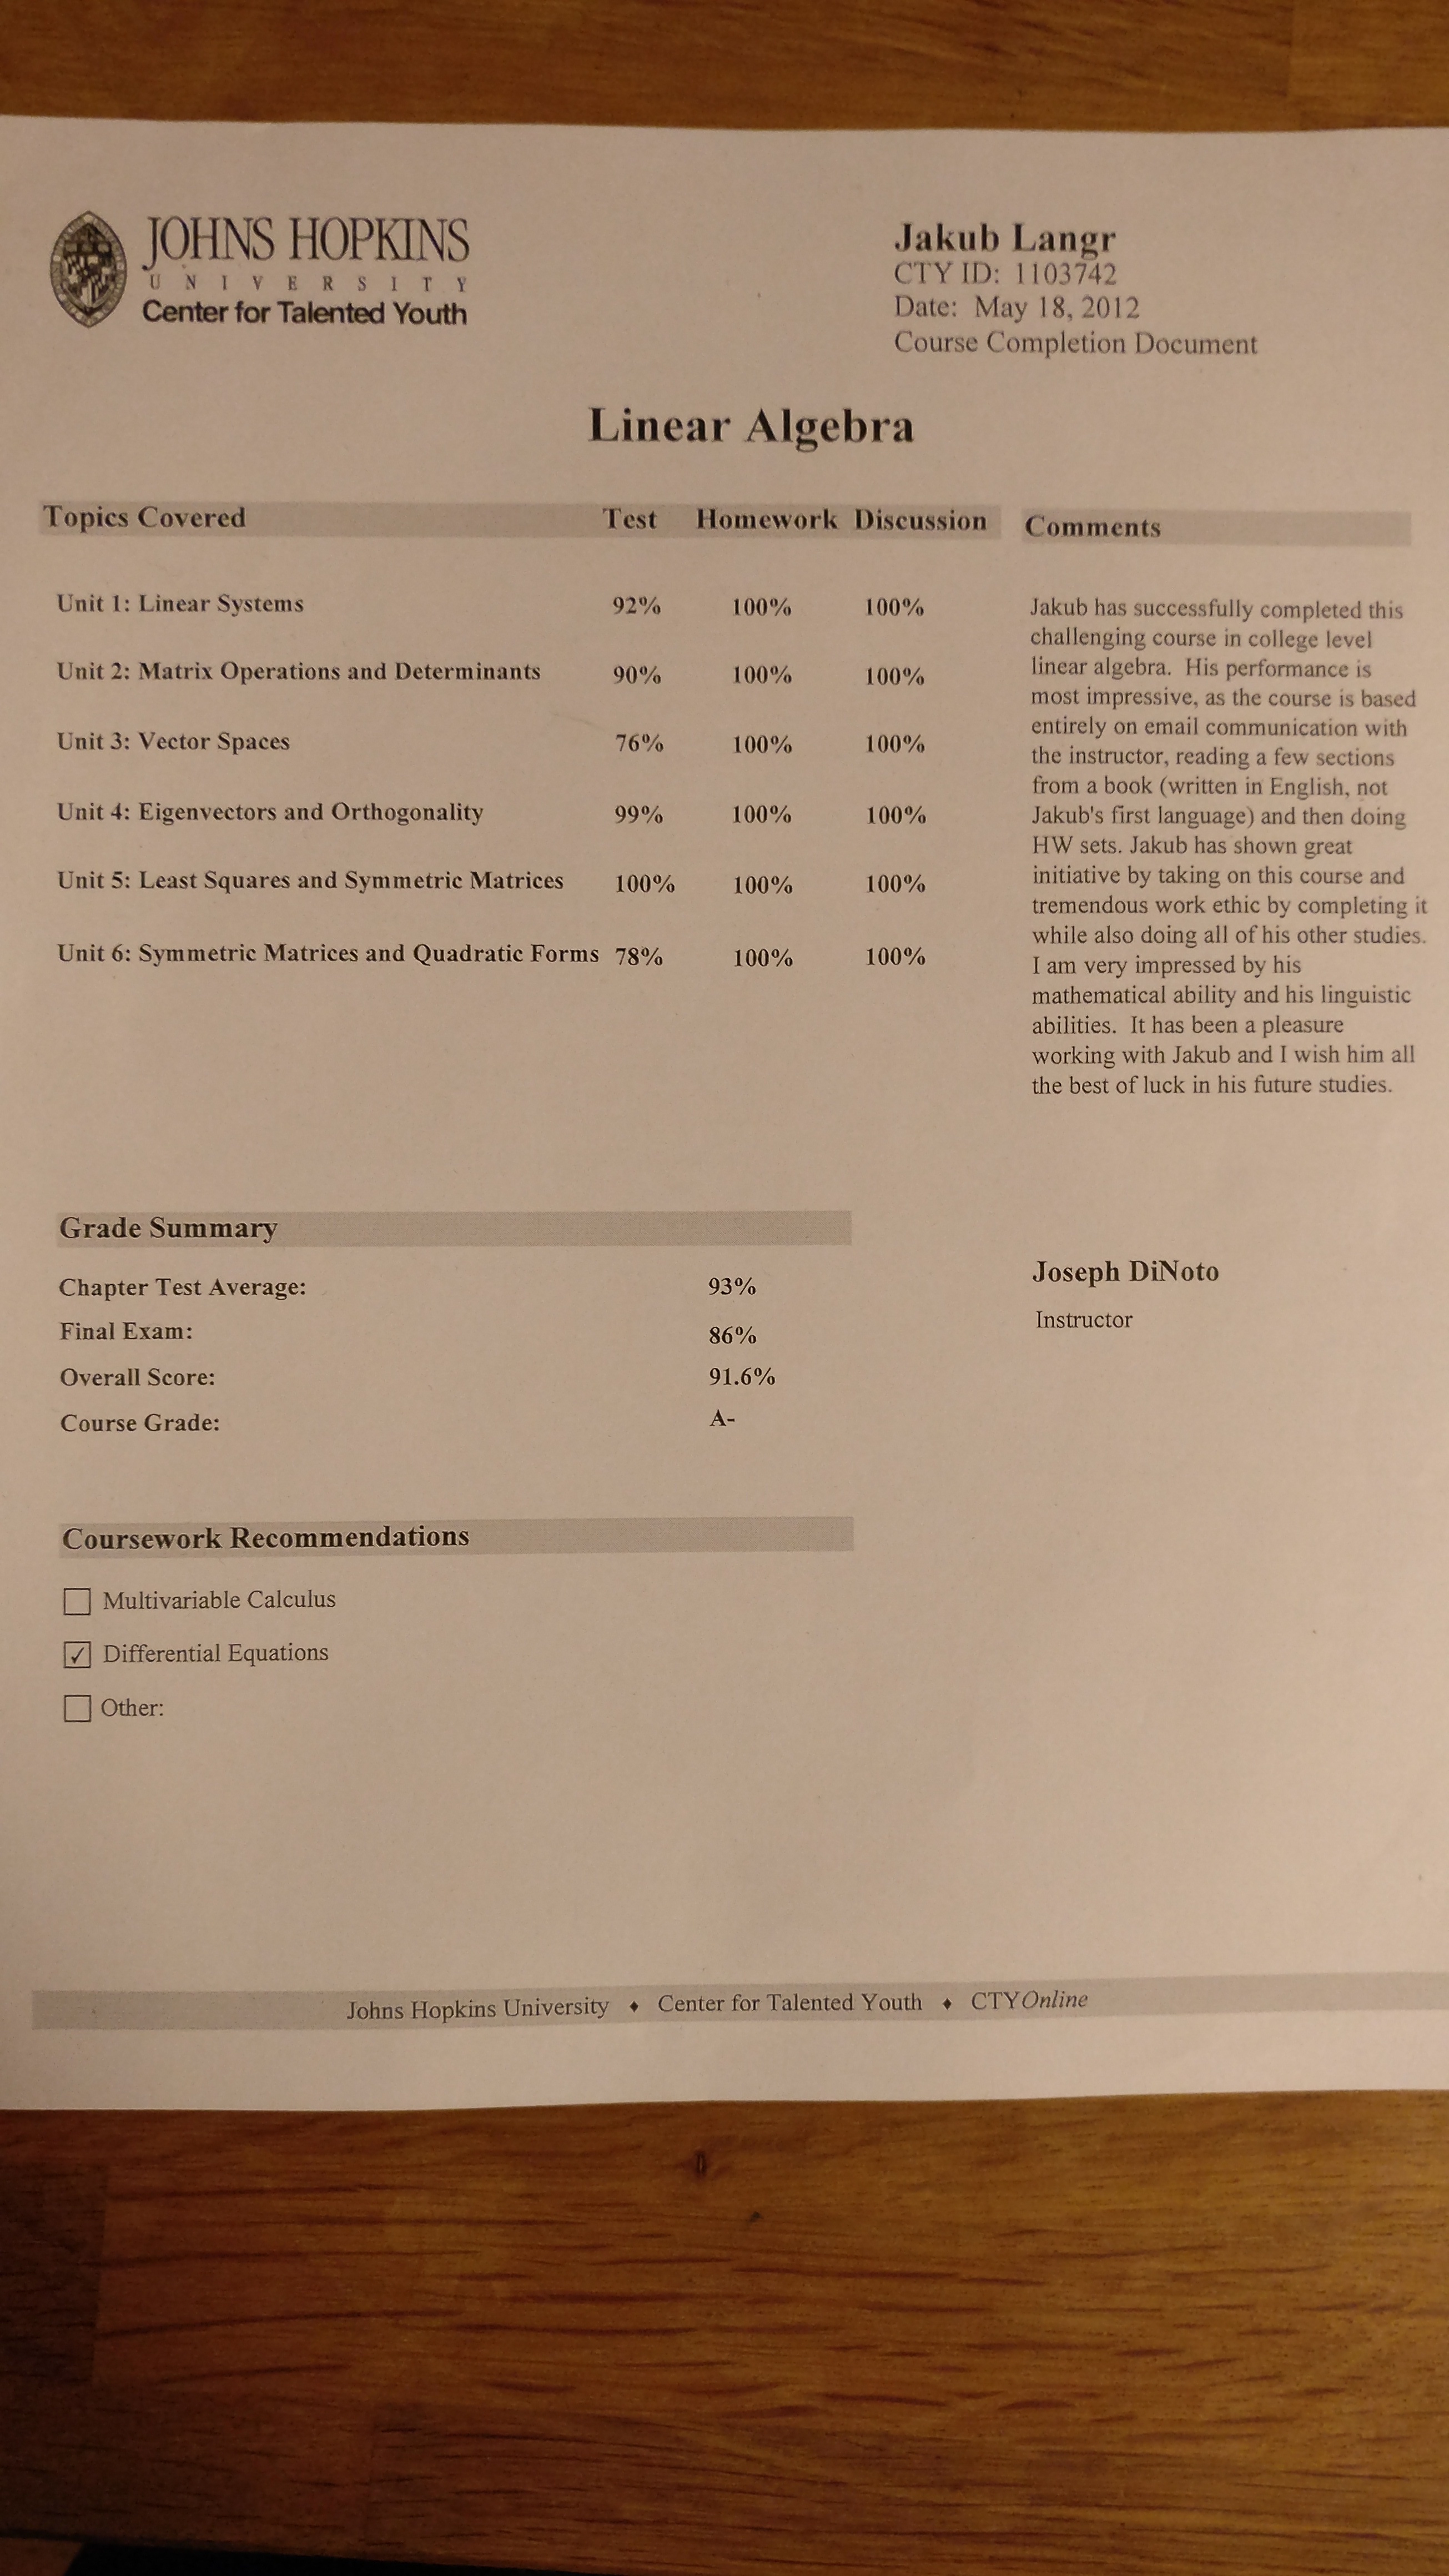 JOHNS HOPKINS
UNIVERSITY
Center for Talented Youth
Jakub Langr
CTY ID: 1103742
Date: May 18, 2012
Course Completion Document
Linear Algebra
Topics Covered Test Homework Discussion
Unit 1: Linear Systems 92% 100% 100%
Unit 2: Matrix Operations and Determinants 90% 100% 100%
Unit 3: Vector Spaces 76% 100% 100%
Unit 4: Eigenvectors and Orthogonality 99% 100% 100%
Unit 5: Least Squares and Symmetric Matrices 100% 100% 100%
Unit 6: Symmetric Matrices and Quadratic Forms 78% 100% 100%
Comments
Jakub has successfully completed this
challenging course in college level
linear algebra. His performance is
most impressive, as the course is based
entirely on email communication with
the instructor, reading a few sections
from a book (written in English, not
Jakub's first language) and then doing
HW sets. Jakub has shown great
initiative by taking on this course and
tremendous work ethic by completing it
while also doing all of his other studies.
I am very impressed by his
mathematical ability and his linguistic
abilities. It has been a pleasure
working with Jakub and I wish him all
the best of luck in his future studies.
Grade Summary
Chapter Test Average: 93%
Final Exam: 86%
Overall Score: 91.6%
Course Grade: A-
Joseph DiNoto
Instructor
Coursework Recommendations
☐ Multivariable Calculus
☑ Differential Equations
☐ Other:
Johns Hopkins University ♦ Center for Talented Youth ♦ CTYOnline